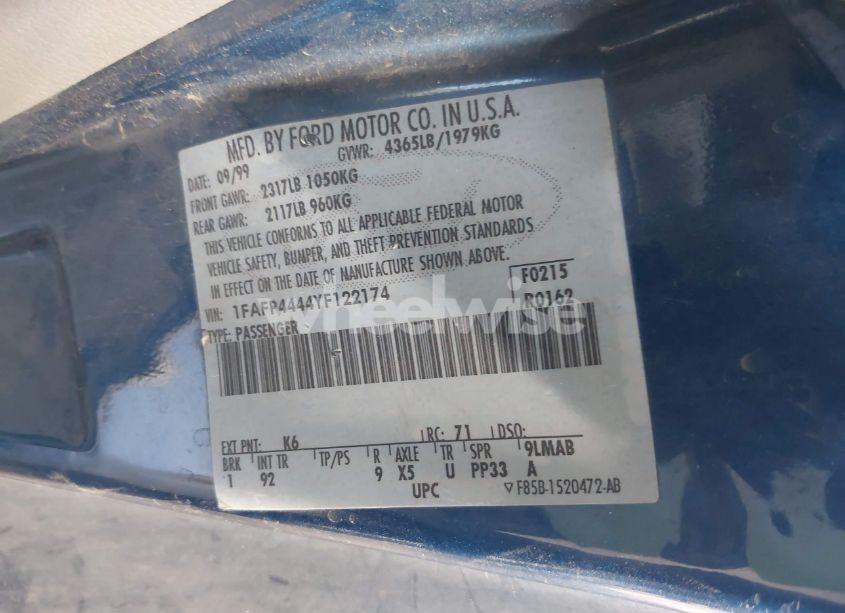 MFD. BY FORD MOTOR CO. IN U.S.A.
DATE: 09/99 GVWR: 4365LB/1979KG
FRONT GAWR: 2317LB 1050KG
REAR GAWR: 2117LB 960KG
THIS VEHICLE CONFORMS TO ALL APPLICABLE FEDERAL MOTOR
VEHICLE SAFETY, BUMPER, AND THEFT PREVENTION STANDARDS
IN EFFECT ON THE DATE OF MANUFACTURE SHOWN ABOVE.
VIN: 1FAFP4444YF122174 F0215
TYPE: PASSENGER R0162
wheelwise
EXT PNT: K6 RC: 71 DSO:
BRK INT TR TP/PS R AXLE TR SPR 9LMAB
1 92 9 X5 U PP33 A
UPC ▽ F85B-1520472-AB